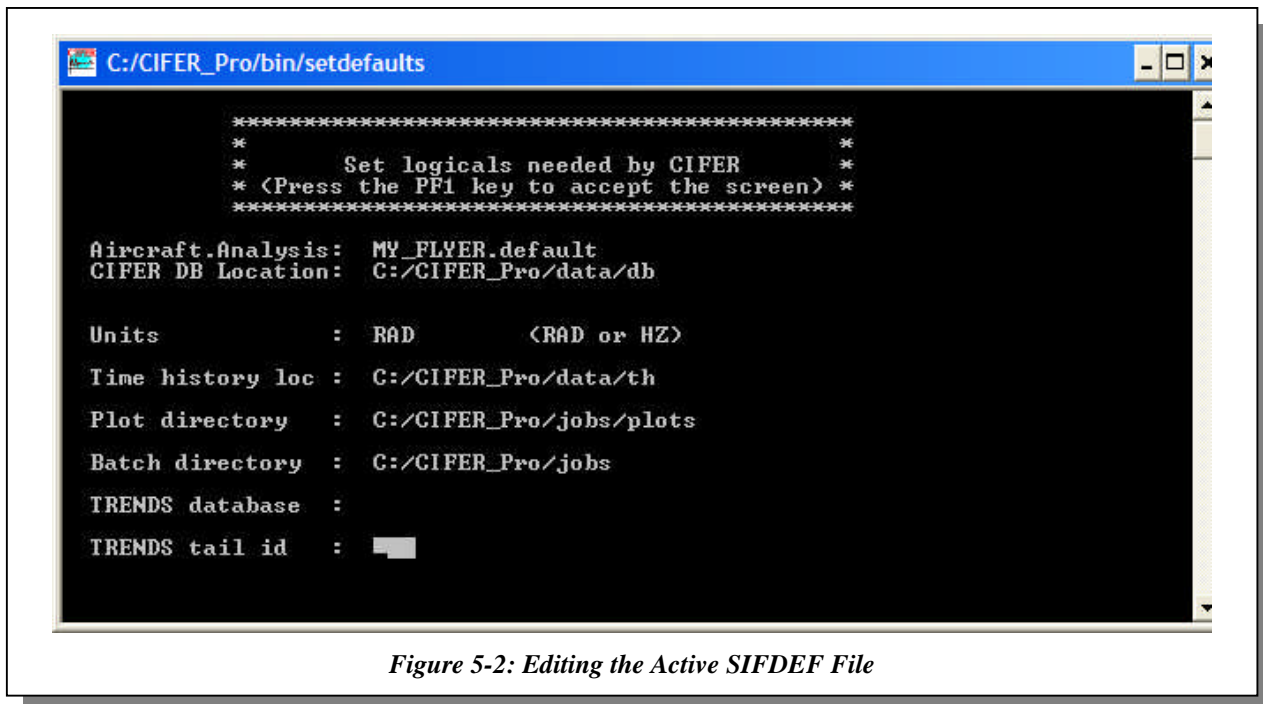 C:/CIFER_Pro/bin/setdefaults
********************************************
* *
* Set logicals needed by CIFER *
* (Press the PF1 key to accept the screen) *
********************************************
Aircraft.Analysis: MY_FLYER.default
CIFER DB Location: C:/CIFER_Pro/data/db
Units : RAD (RAD or HZ)
Time history loc : C:/CIFER_Pro/data/th
Plot directory : C:/CIFER_Pro/jobs/plots
Batch directory : C:/CIFER_Pro/jobs
TRENDS database :
TRENDS tail id :
Figure 5-2: Editing the Active SIFDEF File